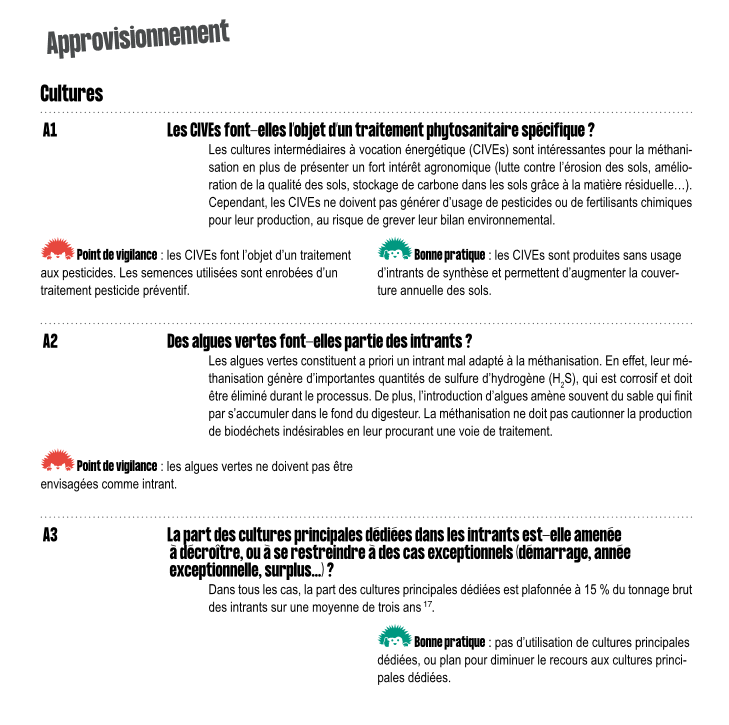 Approvisionnement
Cultures
A1
Les CIVEs font-elles l'objet d'un traitement phytosanitaire spécifique ?
Les cultures intermédiaires à vocation énergétique (CIVEs) sont intéressantes pour la méthani-
sation en plus de présenter un fort intérêt agronomique (lutte contre l'érosion des sols, amélio-
ration de la qualité des sols, stockage de carbone dans les sols grâce à la matière résiduelle…).
Cependant, les CIVEs ne doivent pas générer d'usage de pesticides ou de fertilisants chimiques
pour leur production, au risque de grever leur bilan environnemental.
Point de vigilance : les CIVEs font l'objet d'un traitement
aux pesticides. Les semences utilisées sont enrobées d'un
traitement pesticide préventif.
Bonne pratique : les CIVEs sont produites sans usage
d'intrants de synthèse et permettent d'augmenter la couver-
ture annuelle des sols.
A2
Des algues vertes font-elles partie des intrants ?
Les algues vertes constituent a priori un intrant mal adapté à la méthanisation. En effet, leur mé-
thanisation génère d'importantes quantités de sulfure d'hydrogène (H₂S), qui est corrosif et doit
être éliminé durant le processus. De plus, l'introduction d'algues amène souvent du sable qui finit
par s'accumuler dans le fond du digesteur. La méthanisation ne doit pas cautionner la production
de biodéchets indésirables en leur procurant une voie de traitement.
Point de vigilance : les algues vertes ne doivent pas être
envisagées comme intrant.
A3
La part des cultures principales dédiées dans les intrants est-elle amenée
à décroître, ou à se restreindre à des cas exceptionnels (démarrage, année
exceptionnelle, surplus...) ?
Dans tous les cas, la part des cultures principales dédiées est plafonnée à 15 % du tonnage brut
des intrants sur une moyenne de trois ans ¹⁷.
Bonne pratique : pas d'utilisation de cultures principales
dédiées, ou plan pour diminuer le recours aux cultures princi-
pales dédiées.